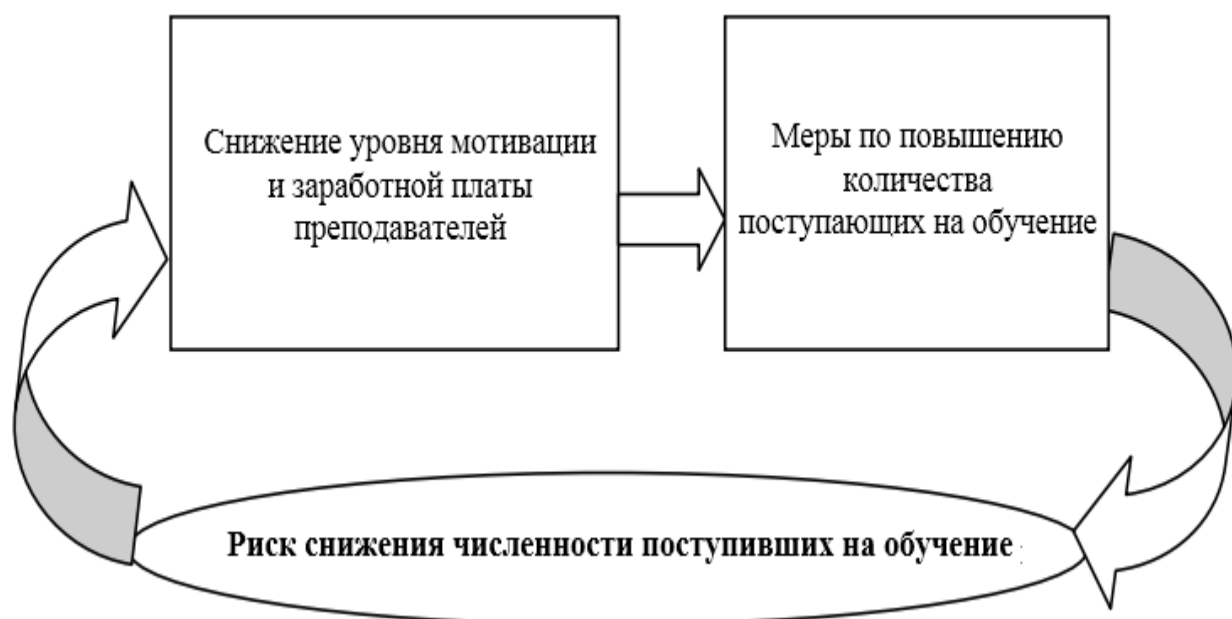 Снижение уровня мотивации
и заработной платы
преподавателей
Меры по повышению
количества
поступающих на обучение
Риск снижения численности поступивших на обучение